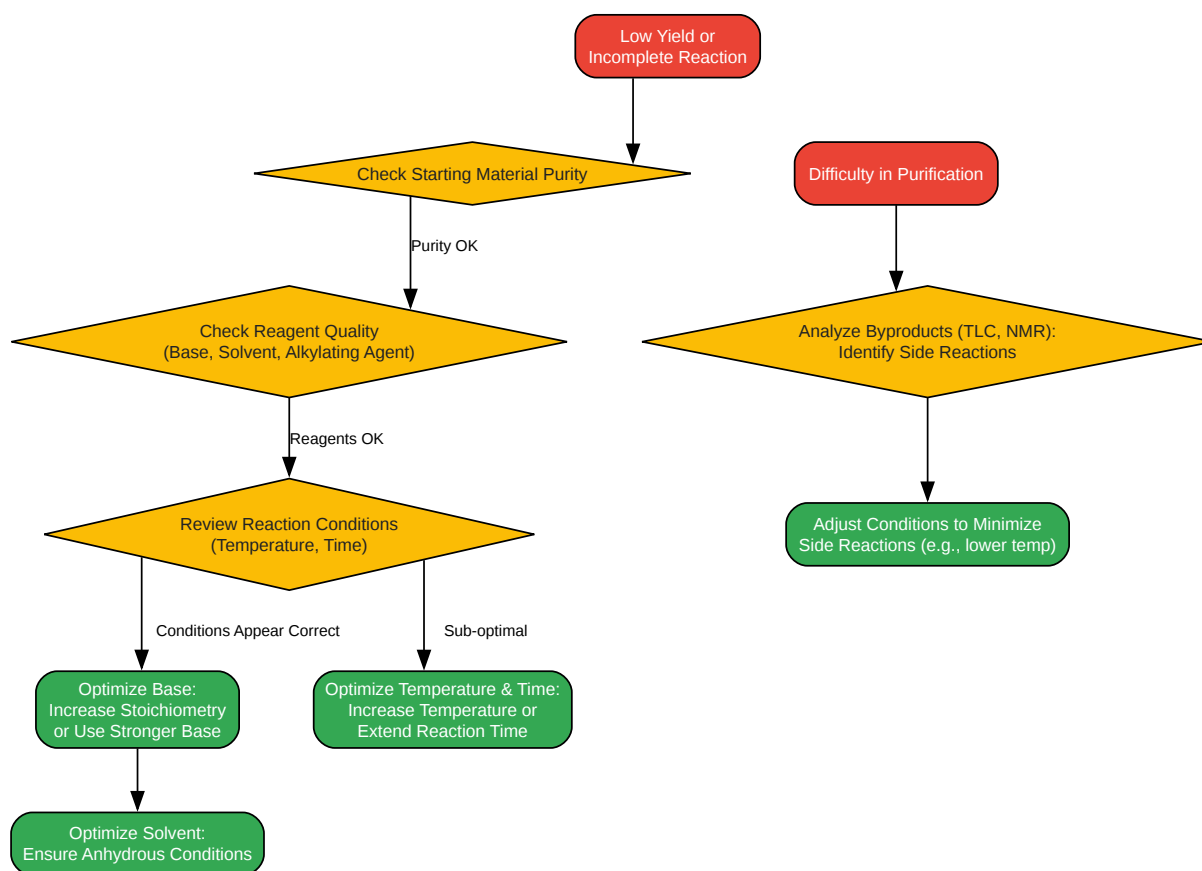 Low Yield or
Incomplete Reaction
Check Starting Material Purity
Difficulty in Purification
Purity OK
Check Reagent Quality
(Base, Solvent, Alkylating Agent)
Analyze Byproducts (TLC, NMR):
Identify Side Reactions
Reagents OK
Review Reaction Conditions
(Temperature, Time)
Adjust Conditions to Minimize
Side Reactions (e.g., lower temp)
Conditions Appear Correct
Sub-optimal
Optimize Base:
Increase Stoichiometry
or Use Stronger Base
Optimize Temperature & Time:
Increase Temperature or
Extend Reaction Time
Optimize Solvent:
Ensure Anhydrous Conditions